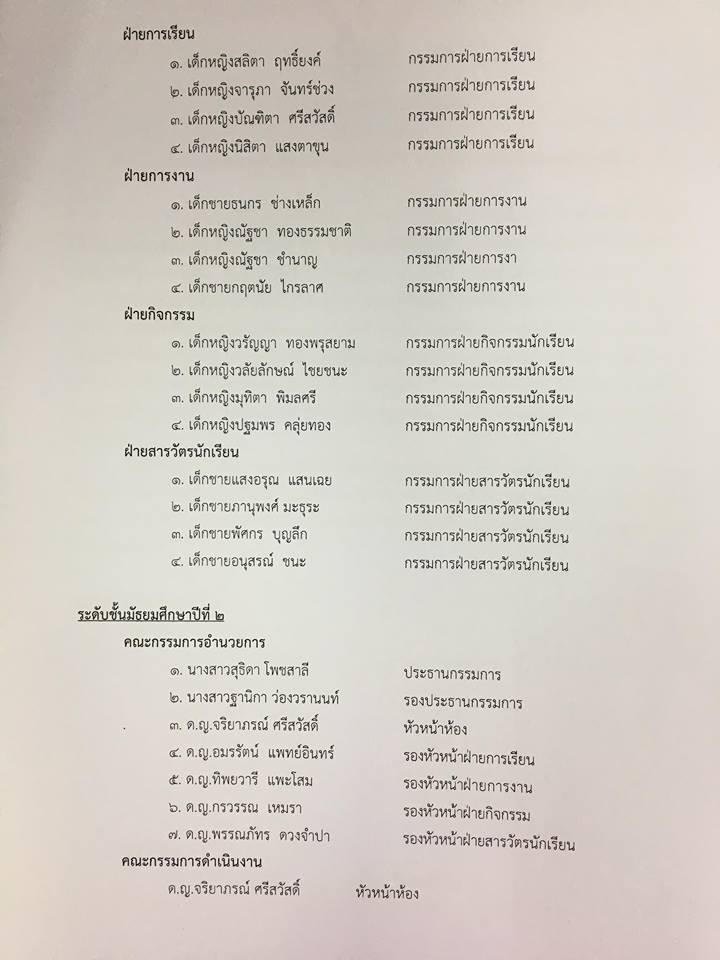 ฝ่ายการเรียน
๑. เด็กหญิงสลิตา ฤทธิ์ยงค์ กรรมการฝ่ายการเรียน
๒. เด็กหญิงจารุภา จันทร์ช่วง กรรมการฝ่ายการเรียน
๓. เด็กหญิงบัณฑิตา ศรีสวัสดิ์ กรรมการฝ่ายการเรียน
๔. เด็กหญิงนิสิตา แสงตาขุน กรรมการฝ่ายการเรียน
ฝ่ายการงาน
๑. เด็กชายธนกร ช่างเหล็ก กรรมการฝ่ายการงาน
๒. เด็กหญิงณัฐชา ทองธรรมชาติ กรรมการฝ่ายการงาน
๓. เด็กหญิงณัฐชา ชำนาญ กรรมการฝ่ายการงา
๔. เด็กชายกฤตนัย ไกรลาศ กรรมการฝ่ายการงาน
ฝ่ายกิจกรรม
๑. เด็กหญิงวรัญญา ทองพรุสยาม กรรมการฝ่ายกิจกรรมนักเรียน
๒. เด็กหญิงวลัยลักษณ์ ไชยชนะ กรรมการฝ่ายกิจกรรมนักเรียน
๓. เด็กหญิงมุทิตา พิมลศรี กรรมการฝ่ายกิจกรรมนักเรียน
๔. เด็กหญิงปฐมพร คลุ่ยทอง กรรมการฝ่ายกิจกรรมนักเรียน
ฝ่ายสารวัตรนักเรียน
๑. เด็กชายแสงอรุณ แสนเฉย กรรมการฝ่ายสารวัตรนักเรียน
๒. เด็กชายภานุพงศ์ มะธุระ กรรมการฝ่ายสารวัตรนักเรียน
๓. เด็กชายพัศกร บุญลึก กรรมการฝ่ายสารวัตรนักเรียน
๔. เด็กชายอนุสรณ์ ชนะ กรรมการฝ่ายสารวัตรนักเรียน
ระดับชั้นมัธยมศึกษาปีที่ ๒
คณะกรรมการอำนวยการ
๑. นางสาวสุธิดา โพชสาลี ประธานกรรมการ
๒. นางสาวฐานิกา ว่องวรานนท์ รองประธานกรรมการ
๓. ด.ญ.จริยาภรณ์ ศรีสวัสดิ์ หัวหน้าห้อง
๔. ด.ญ.อมรรัตน์ แพทย์อินทร์ รองหัวหน้าฝ่ายการเรียน
๕. ด.ญ.ทิพยวารี แพะโสม รองหัวหน้าฝ่ายการงาน
๖. ด.ญ.กรวรรณ เหมรา รองหัวหน้าฝ่ายกิจกรรม
๗. ด.ญ.พรรณภัทร ดวงจำปา รองหัวหน้าฝ่ายสารวัตรนักเรียน
คณะกรรมการดำเนินงาน
ด.ญ.จริยาภรณ์ ศรีสวัสดิ์ หัวหน้าห้อง